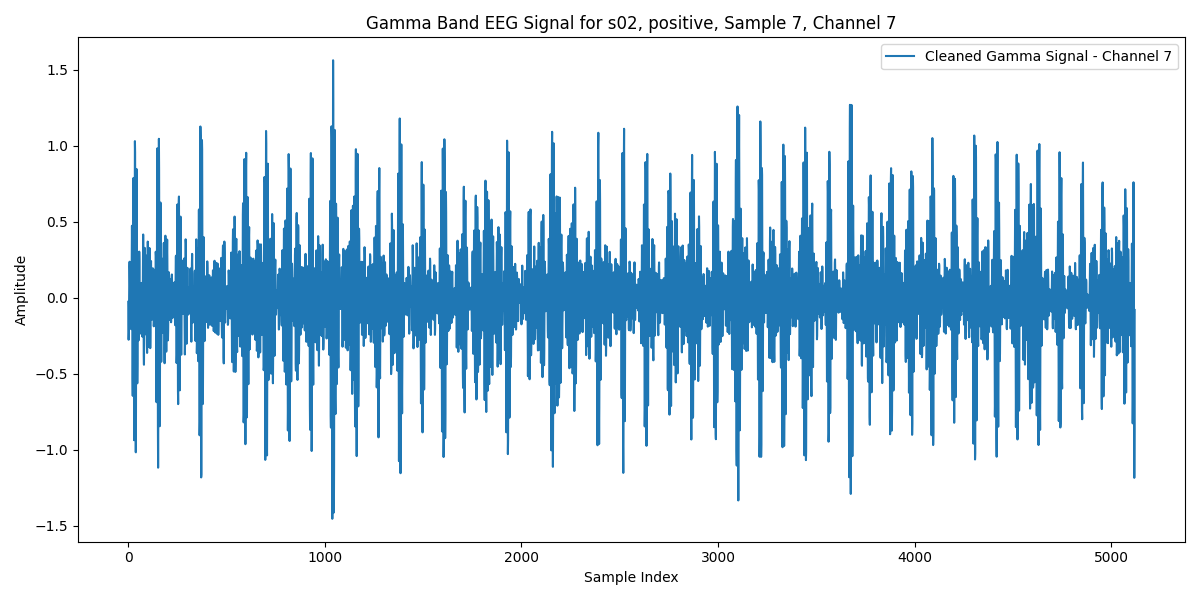 Gamma Band EEG Signal for s02, positive, Sample 7, Channel 7
Cleaned Gamma Signal - Channel 7
Amplitude
1.5
1.0
0.5
0.0
−0.5
−1.0
−1.5
0 1000 2000 3000 4000 5000
Sample Index